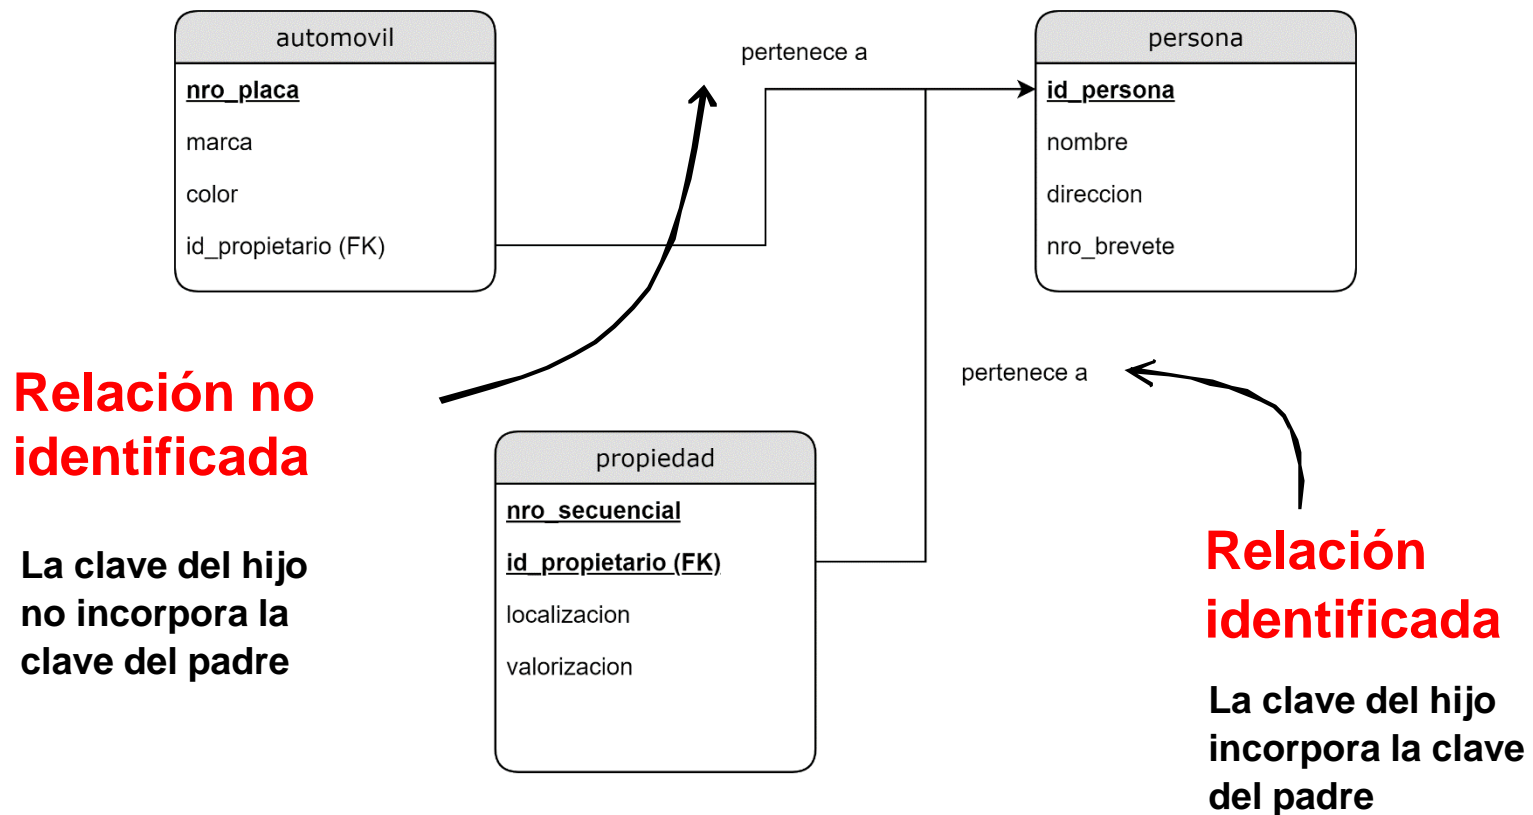 automovil
nro_placa
marca
color
id_propietario (FK)
pertenece a
persona
id_persona
nombre
direccion
nro_brevete
Relación no
identificada
La clave del hijo
no incorpora la
clave del padre
propiedad
nro_secuencial
id_propietario (FK)
localizacion
valorizacion
pertenece a
Relación
identificada
La clave del hijo
incorpora la clave
del padre